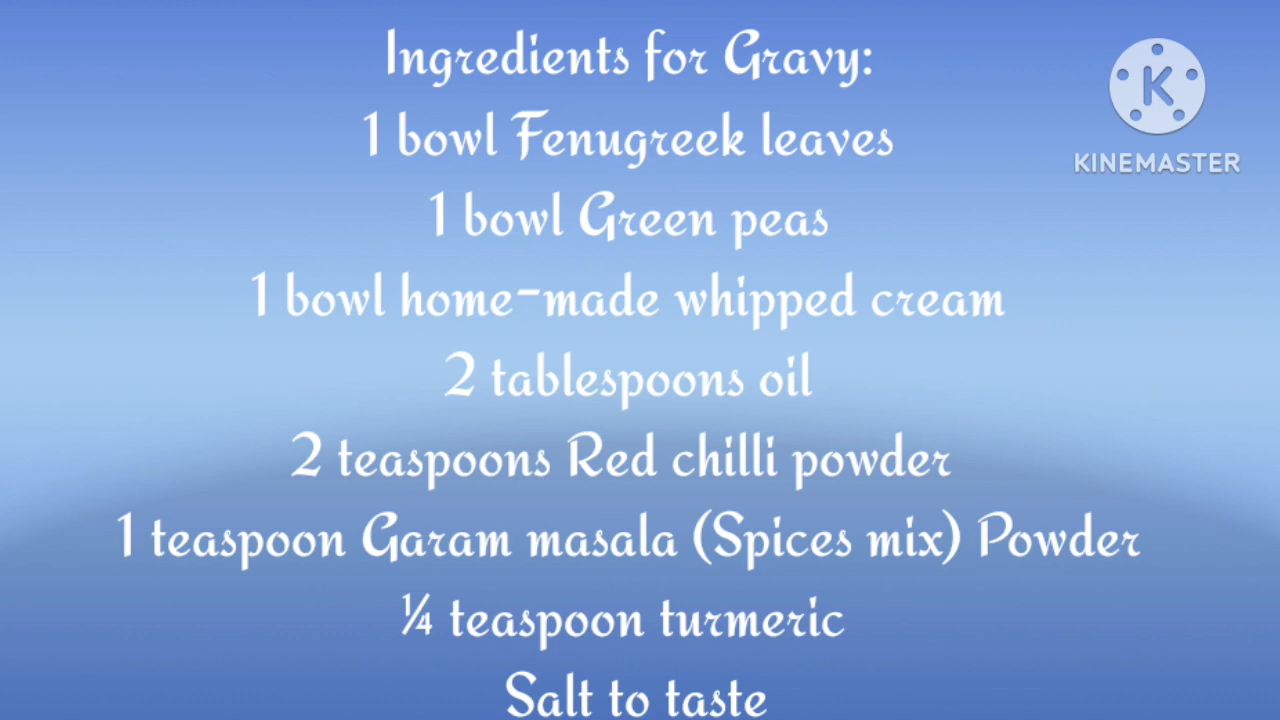 Ingredients for Gravy:
1 bowl Fenugreek leaves
1 bowl Green peas
1 bowl home-made whipped cream
2 tablespoons oil
2 teaspoons Red chilli powder
1 teaspoon Garam masala (Spices mix) Powder
¼ teaspoon turmeric
Salt to taste
K
KINEMASTER